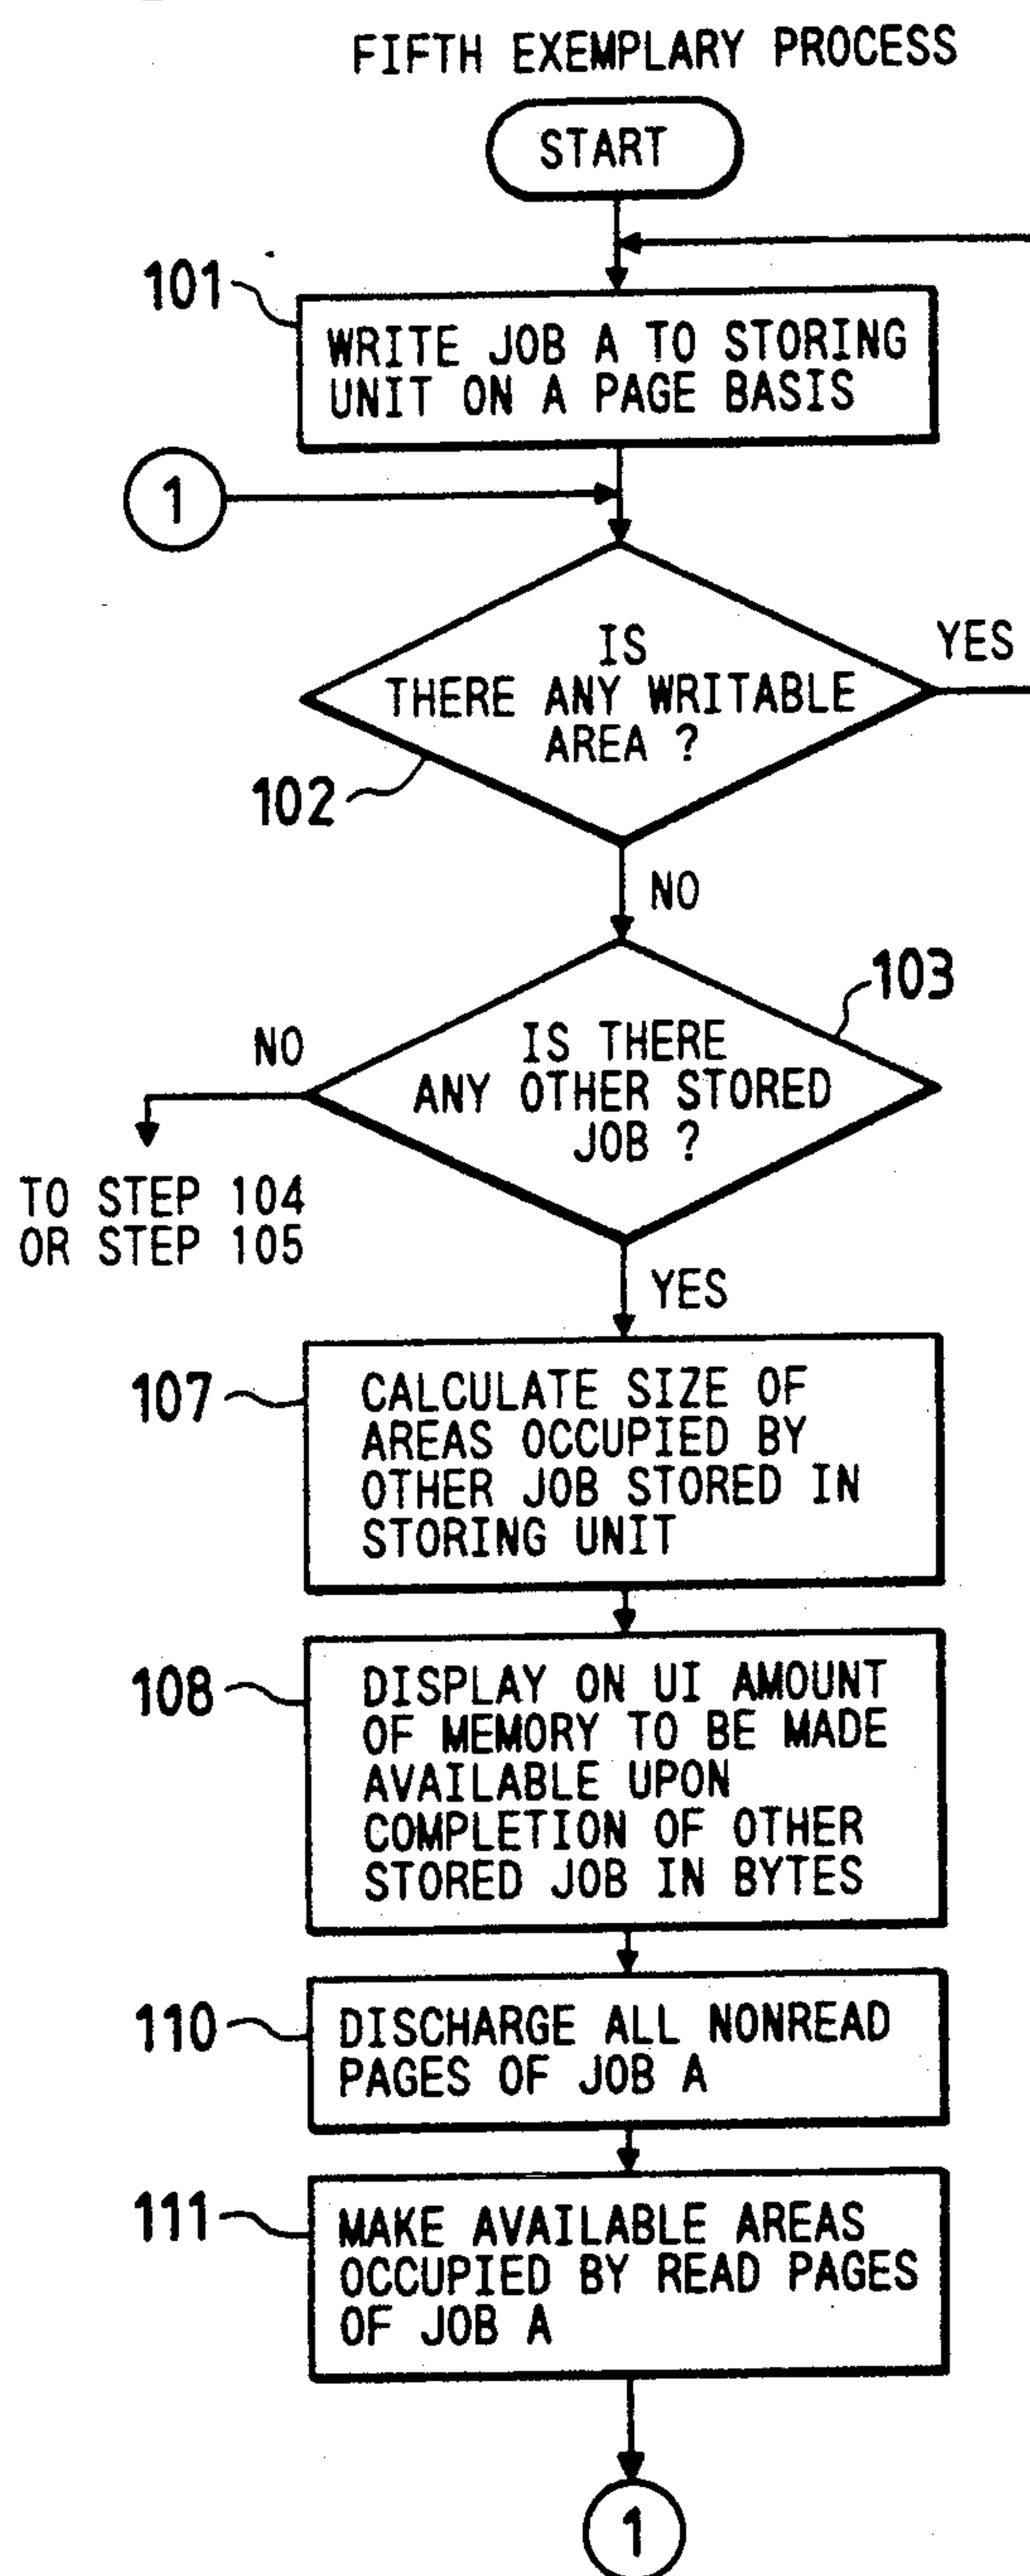 FIFTH EXEMPLARY PROCESS
START
101
WRITE JOB A TO STORING
UNIT ON A PAGE BASIS
1
IS
THERE ANY WRITABLE
AREA ?
YES
102
NO
103
IS THERE
ANY OTHER STORED
JOB ?
NO
TO STEP 104
OR STEP 105
YES
107
CALCULATE SIZE OF
AREAS OCCUPIED BY
OTHER JOB STORED IN
STORING UNIT
108
DISPLAY ON UI AMOUNT
OF MEMORY TO BE MADE
AVAILABLE UPON
COMPLETION OF OTHER
STORED JOB IN BYTES
110
DISCHARGE ALL NONREAD
PAGES OF JOB A
111
MAKE AVAILABLE AREAS
OCCUPIED BY READ PAGES
OF JOB A
1